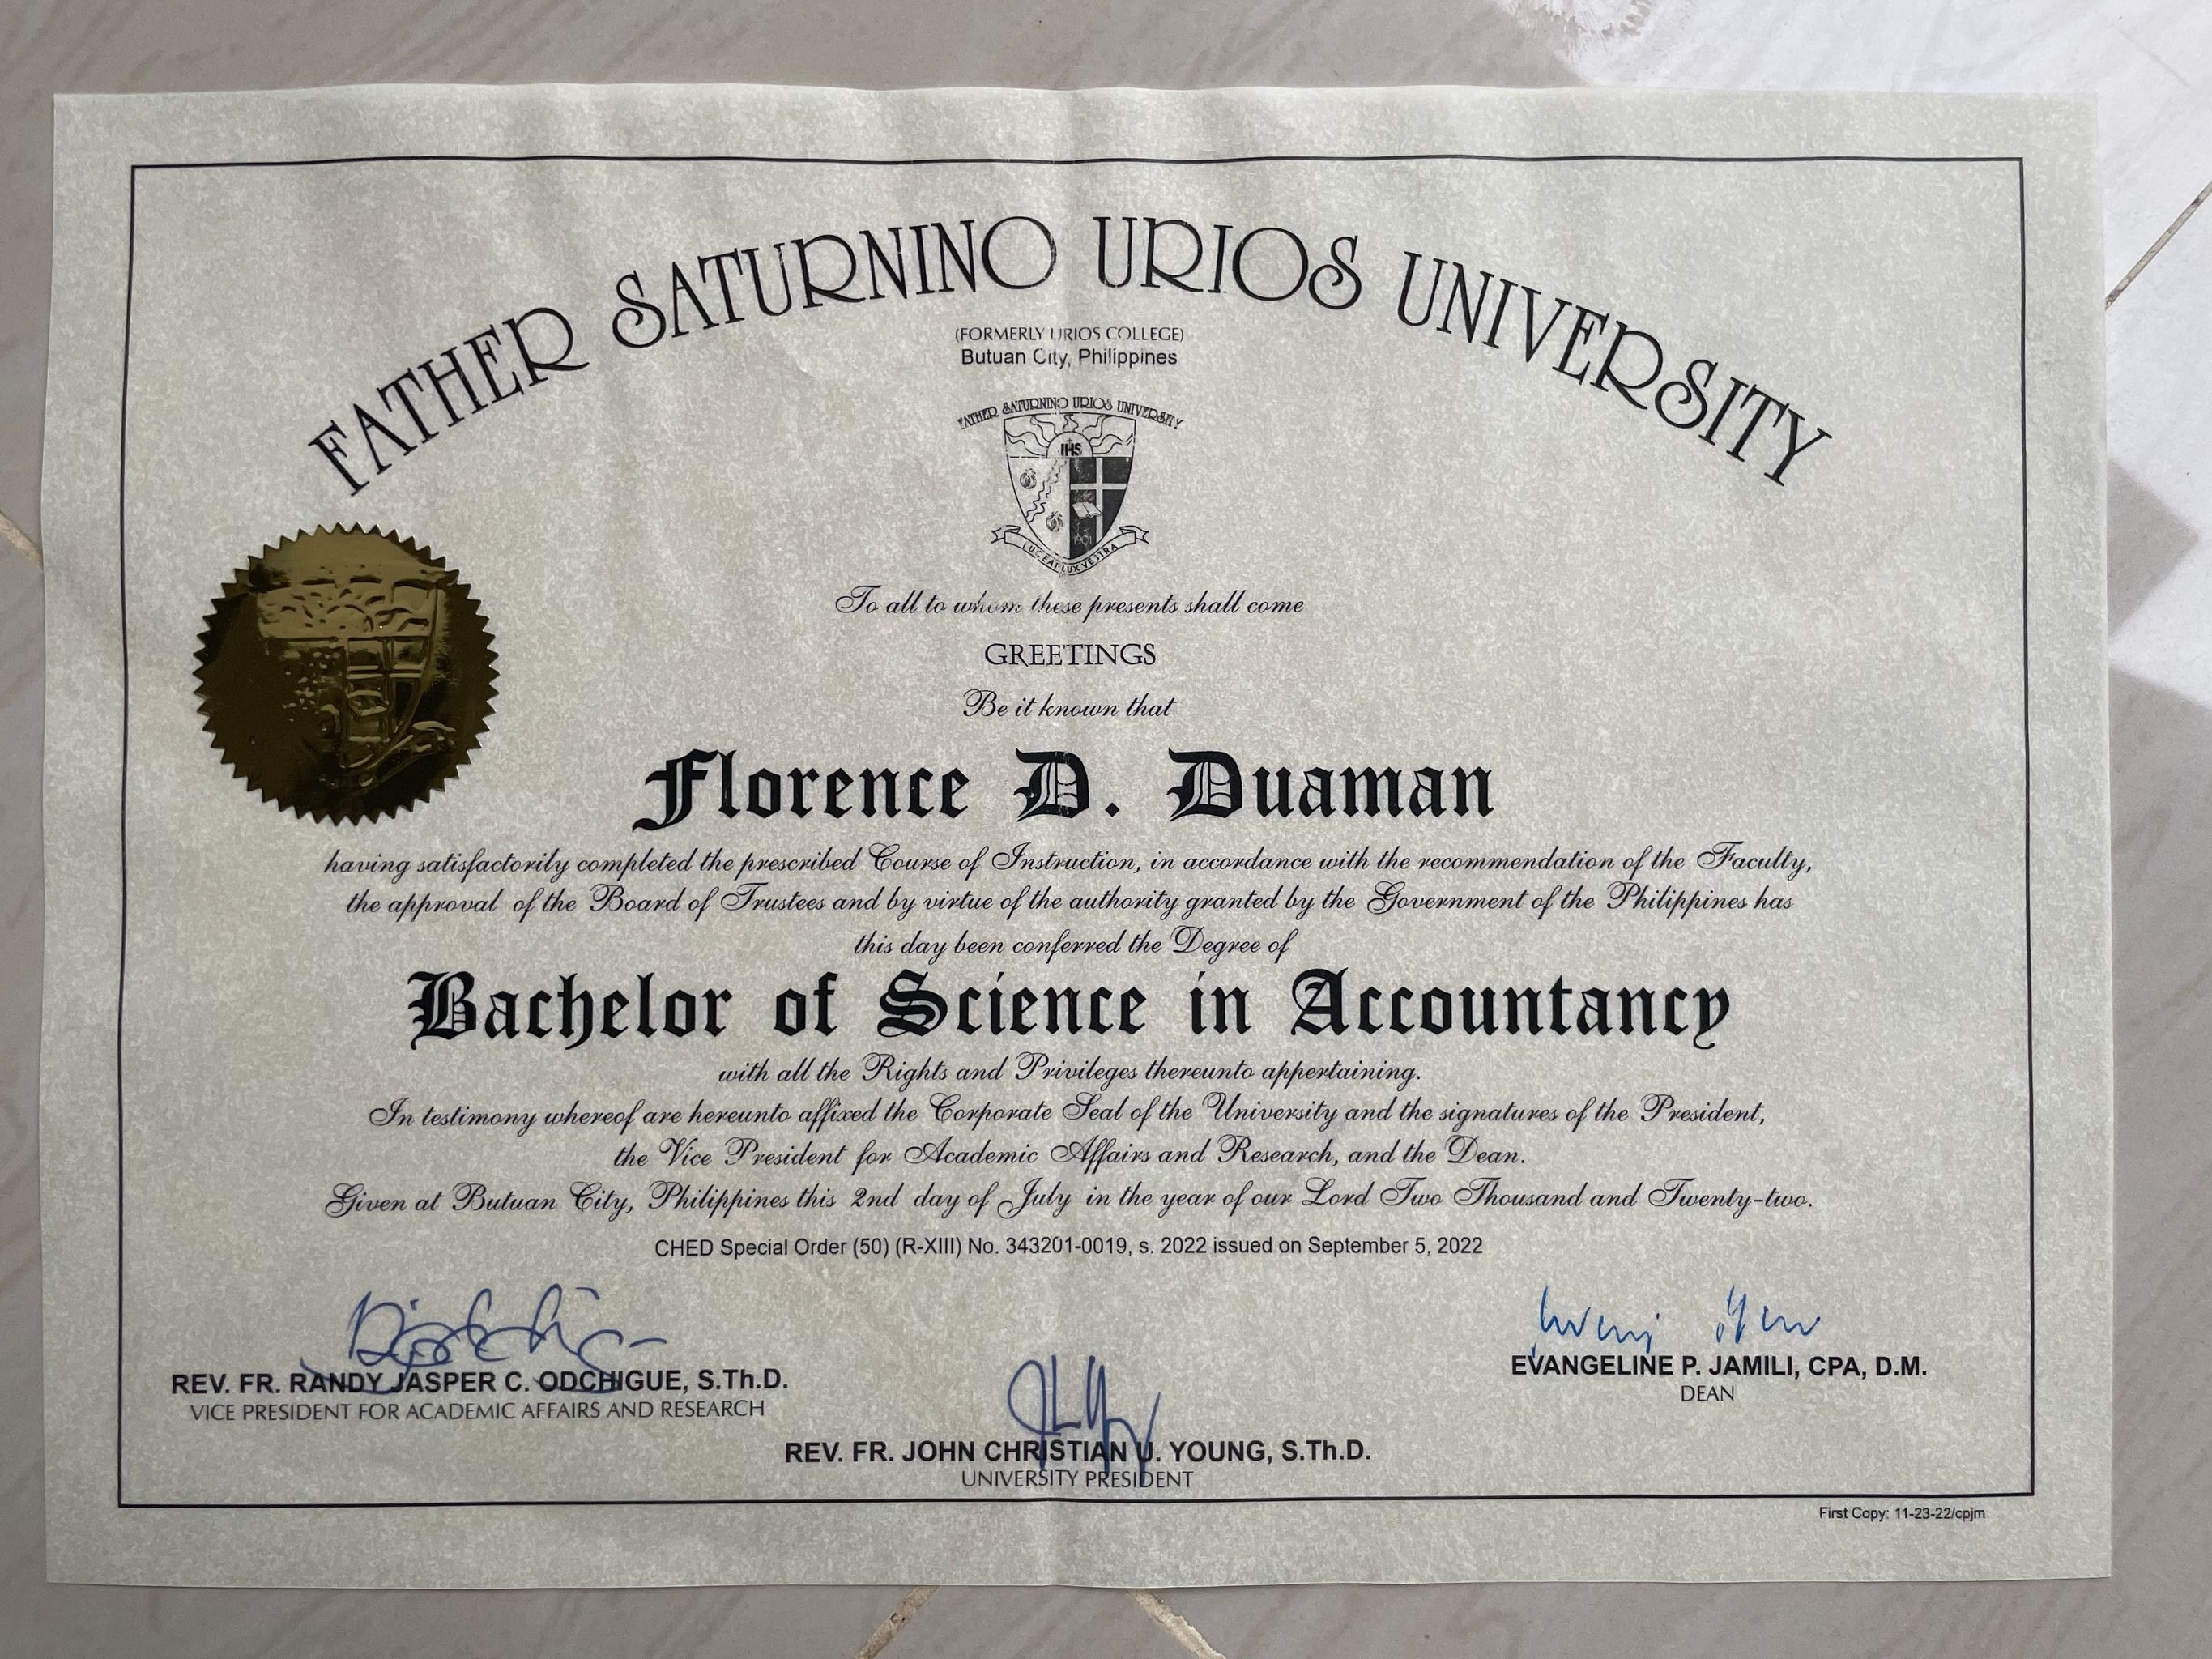 FATHER SATURNINO URIOS UNIVERSITY
(FORMERLY URIOS COLLEGE)
Butuan City, Philippines
FATHER SATURNINO URIOS UNIVERSITY
IHS
1901
LUCEAT LUX VESTRA
To all to whom these presents shall come
GREETINGS
Be it known that
Florence D. Duaman
having satisfactorily completed the prescribed Course of Instruction, in accordance with the recommendation of the Faculty,
the approval of the Board of Trustees and by virtue of the authority granted by the Government of the Philippines has
this day been conferred the Degree of
Bachelor of Science in Accountancy
with all the Rights and Privileges thereunto appertaining.
In testimony whereof are hereunto affixed the Corporate Seal of the University and the signatures of the President,
the Vice President for Academic Affairs and Research, and the Dean.
Given at Butuan City, Philippines this 2nd day of July in the year of our Lord Two Thousand and Twenty-two.
CHED Special Order (50) (R-XIII) No. 343201-0019, s. 2022 issued on September 5, 2022
REV. FR. RANDY JASPER C. ODCHIGUE, S.Th.D.
VICE PRESIDENT FOR ACADEMIC AFFAIRS AND RESEARCH
EVANGELINE P. JAMILI, CPA, D.M.
DEAN
REV. FR. JOHN CHRISTIAN U. YOUNG, S.Th.D.
UNIVERSITY PRESIDENT
First Copy: 11-23-22/cpjm